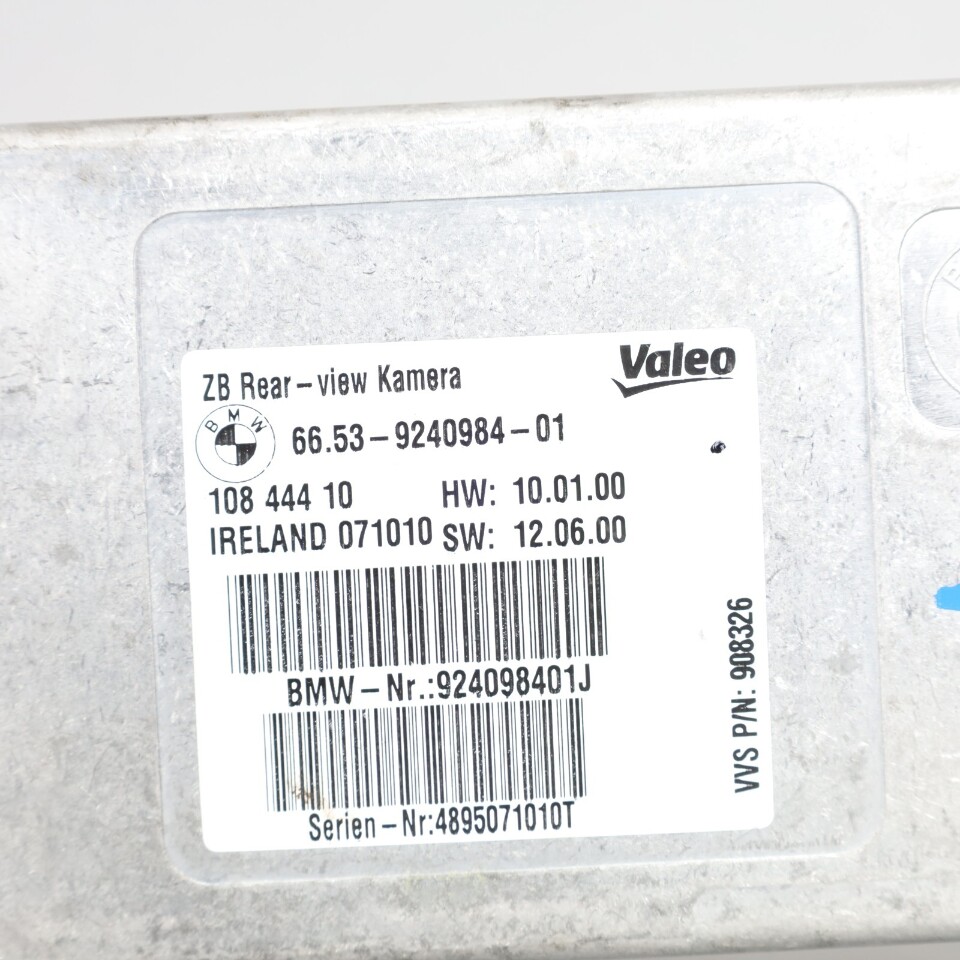 Valeo
ZB Rear-view Kamera
BMW
66.53-9240984-01
108 444 10 HW: 10.01.00
IRELAND 071010 SW: 12.06.00
BMW-Nr.:924098401J
Serien-Nr:4895071010T
VVS P/N: 908326